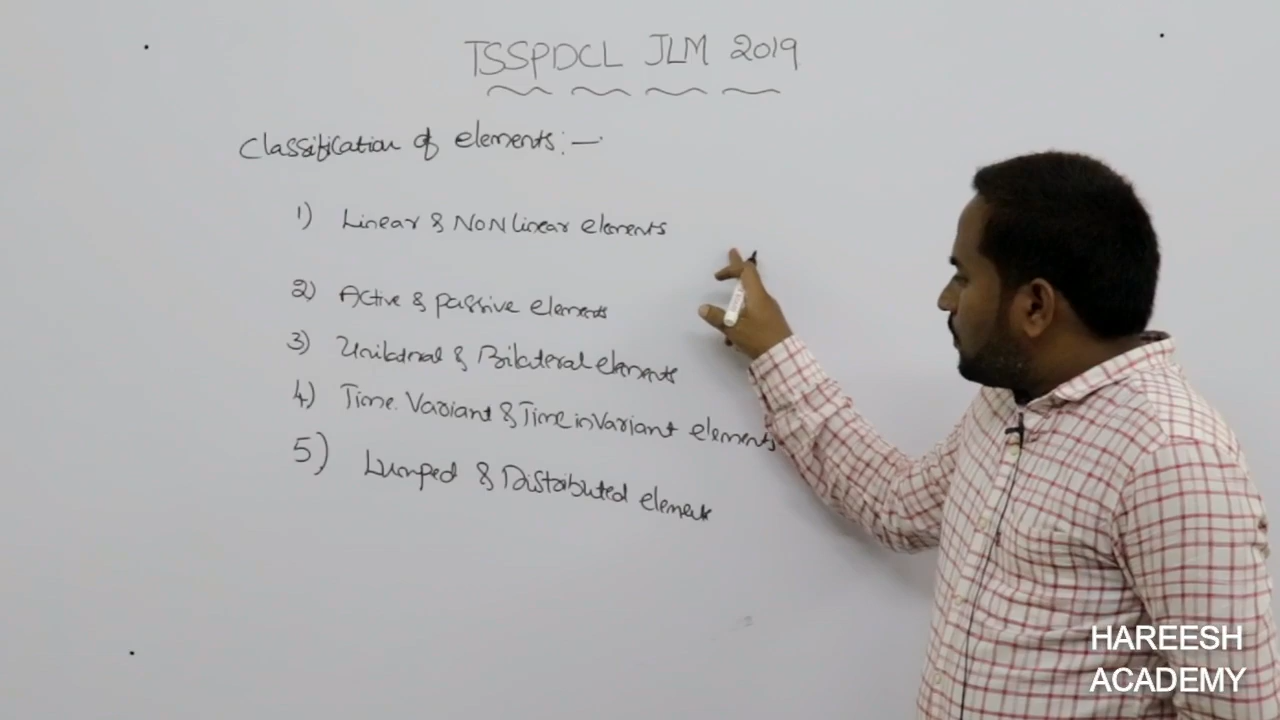 TSSPDCL JLM 2019
Classification of elements:-
1) Linear & NON linear elements
2) Active & passive elements
3) Unilateral & Bilateral elements
4) Time Variant & Time invariant elements
5) Lumped & Distributed elements
HAREESH
ACADEMY